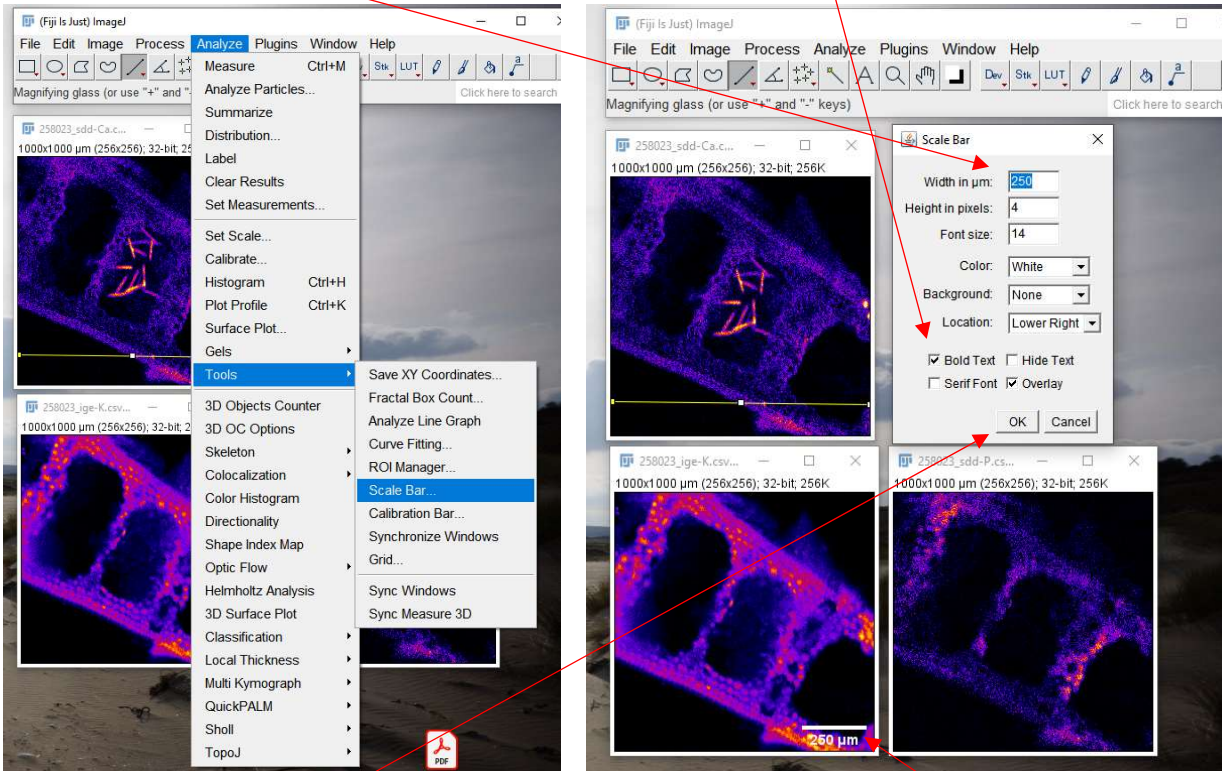 (Fiji Is Just) ImageJ
File Edit Image Process Analyze Plugins Window Help
Stk LUT
Magnifying glass (or use "+" and "-
Click here to search
Measure Ctrl+M
Analyze Particles...
Summarize
Distribution...
Label
Clear Results
Set Measurements...
Set Scale...
Calibrate...
Histogram Ctrl+H
Plot Profile Ctrl+K
Surface Plot...
Gels
Tools
3D Objects Counter
3D OC Options
Skeleton
Colocalization
Color Histogram
Directionality
Shape Index Map
Optic Flow
Helmholtz Analysis
3D Surface Plot
Classification
Local Thickness
Multi Kymograph
QuickPALM
Sholl
TopoJ
Save XY Coordinates...
Fractal Box Count...
Analyze Line Graph
Curve Fitting...
ROI Manager...
Scale Bar...
Calibration Bar...
Synchronize Windows
Grid...
Sync Windows
Sync Measure 3D
258023_sdd-Ca.c...
1000x1000 µm (256x256); 32-bit; 25
258023_ige-K.csv...
1000x1000 µm (256x256); 32-bit; 2
PDF
(Fiji Is Just) ImageJ
File Edit Image Process Analyze Plugins Window Help
A Dev Stk LUT
Magnifying glass (or use "+" and "-" keys)
Click here to search
258023_sdd-Ca.c...
1000x1000 µm (256x256); 32-bit; 256K
Scale Bar
Width in µm: 250
Height in pixels: 4
Font size: 14
Color: White
Background: None
Location: Lower Right
Bold Text Hide Text
Serif Font Overlay
OK Cancel
258023_ige-K.csv...
1000x1000 µm (256x256); 32-bit; 256K
250 µm
258023_sdd-P.cs...
1000x1000 µm (256x256); 32-bit; 256K